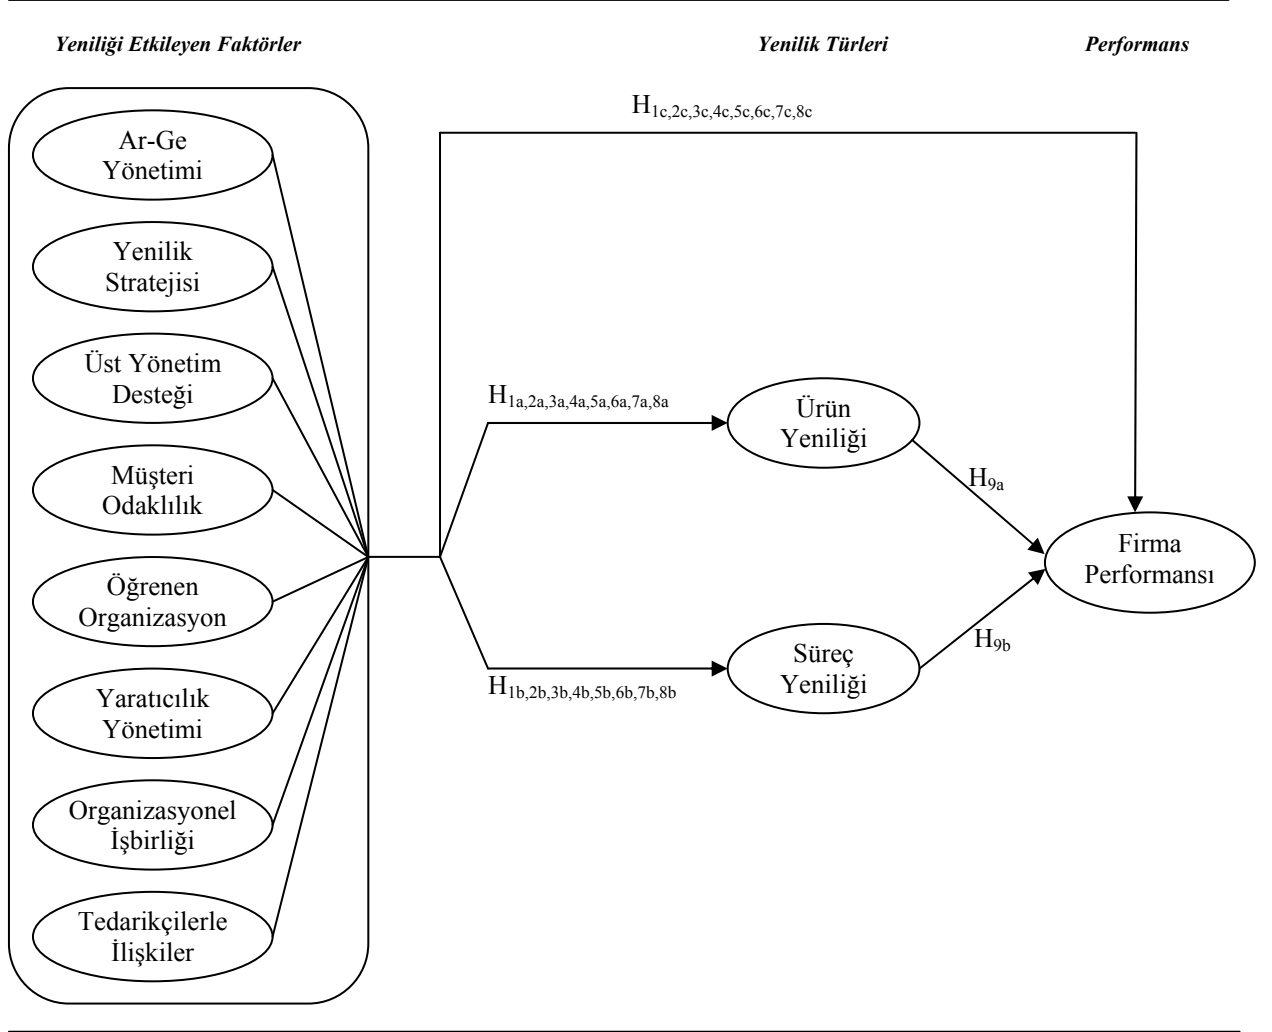 Yeniliği Etkileyen Faktörler
Yenilik Türleri
Performans
H1c,2c,3c,4c,5c,6c,7c,8c
Ar-Ge
Yönetimi
Yenilik
Stratejisi
Üst Yönetim
Desteği
Müşteri
Odaklılık
Öğrenen
Organizasyon
Yaratıcılık
Yönetimi
Organizasyonel
İşbirliği
Tedarikçilerle
İlişkiler
H1a,2a,3a,4a,5a,6a,7a,8a
Ürün
Yeniliği
H9a
H1b,2b,3b,4b,5b,6b,7b,8b
Süreç
Yeniliği
H9b
Firma
Performansı